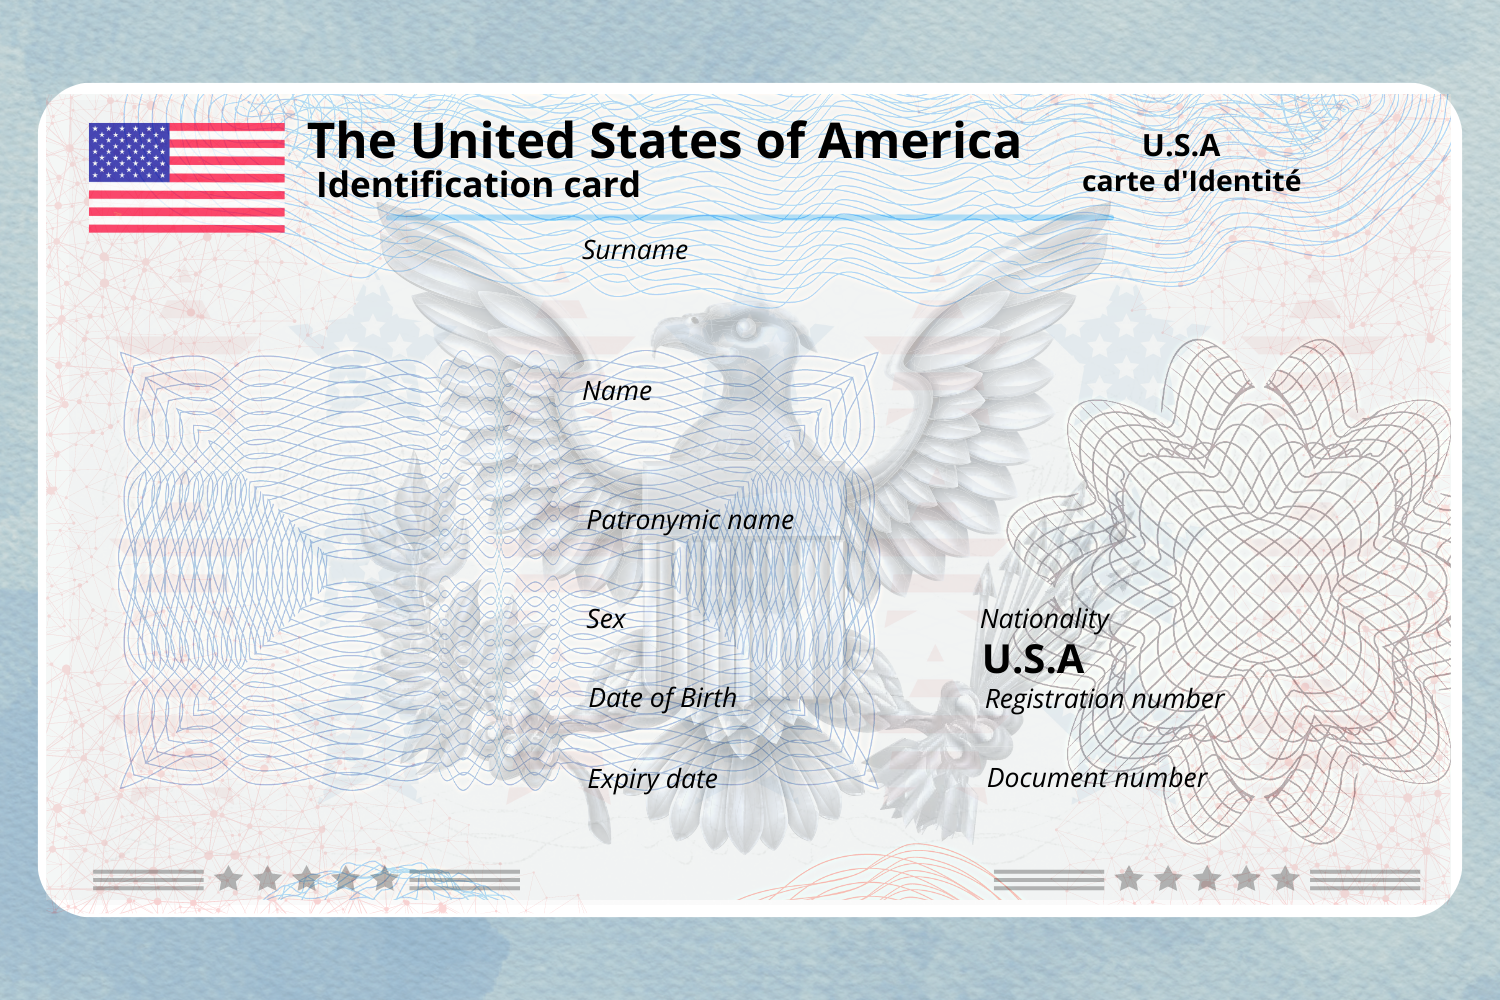 The United States of America
Identification card
U.S.A
carte d'Identité
Surname
Name
Patronymic name
Sex
Nationality
U.S.A
Date of Birth
Registration number
Expiry date
Document number